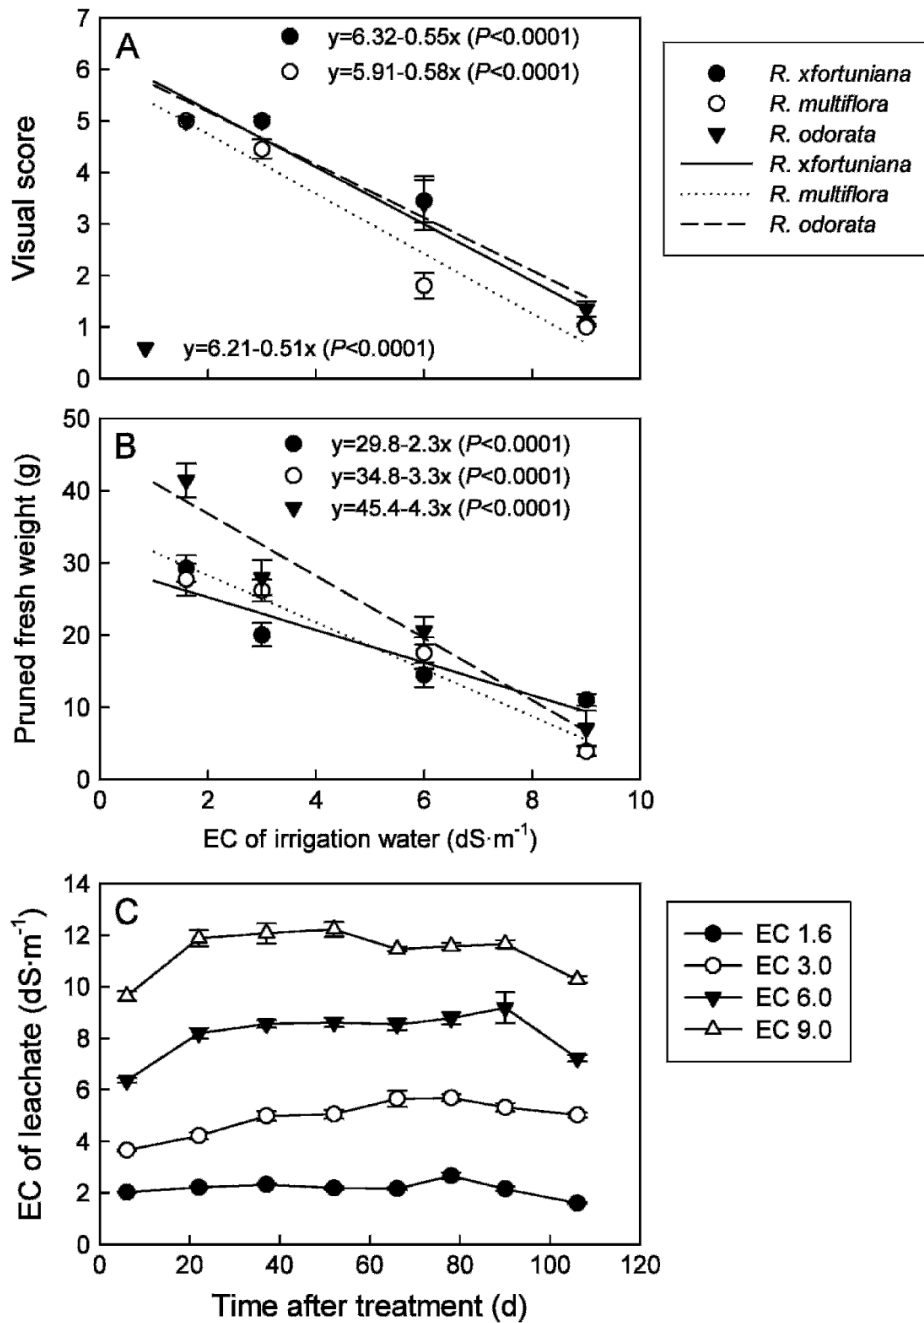 A
7
6
5
4
3
2
1
0
Visual score
y=6.32-0.55x (P<0.0001)
y=5.91-0.58x (P<0.0001)
y=6.21-0.51x (P<0.0001)
R. xfortuniana
R. multiflora
R. odorata
R. xfortuniana
R. multiflora
R. odorata
B
50
40
30
20
10
0
Pruned fresh weight (g)
y=29.8-2.3x (P<0.0001)
y=34.8-3.3x (P<0.0001)
y=45.4-4.3x (P<0.0001)
0 2 4 6 8 10
EC of irrigation water (dS·m⁻¹)
C
14
12
10
8
6
4
2
0
EC of leachate (dS·m⁻¹)
EC 1.6
EC 3.0
EC 6.0
EC 9.0
0 20 40 60 80 100 120
Time after treatment (d)